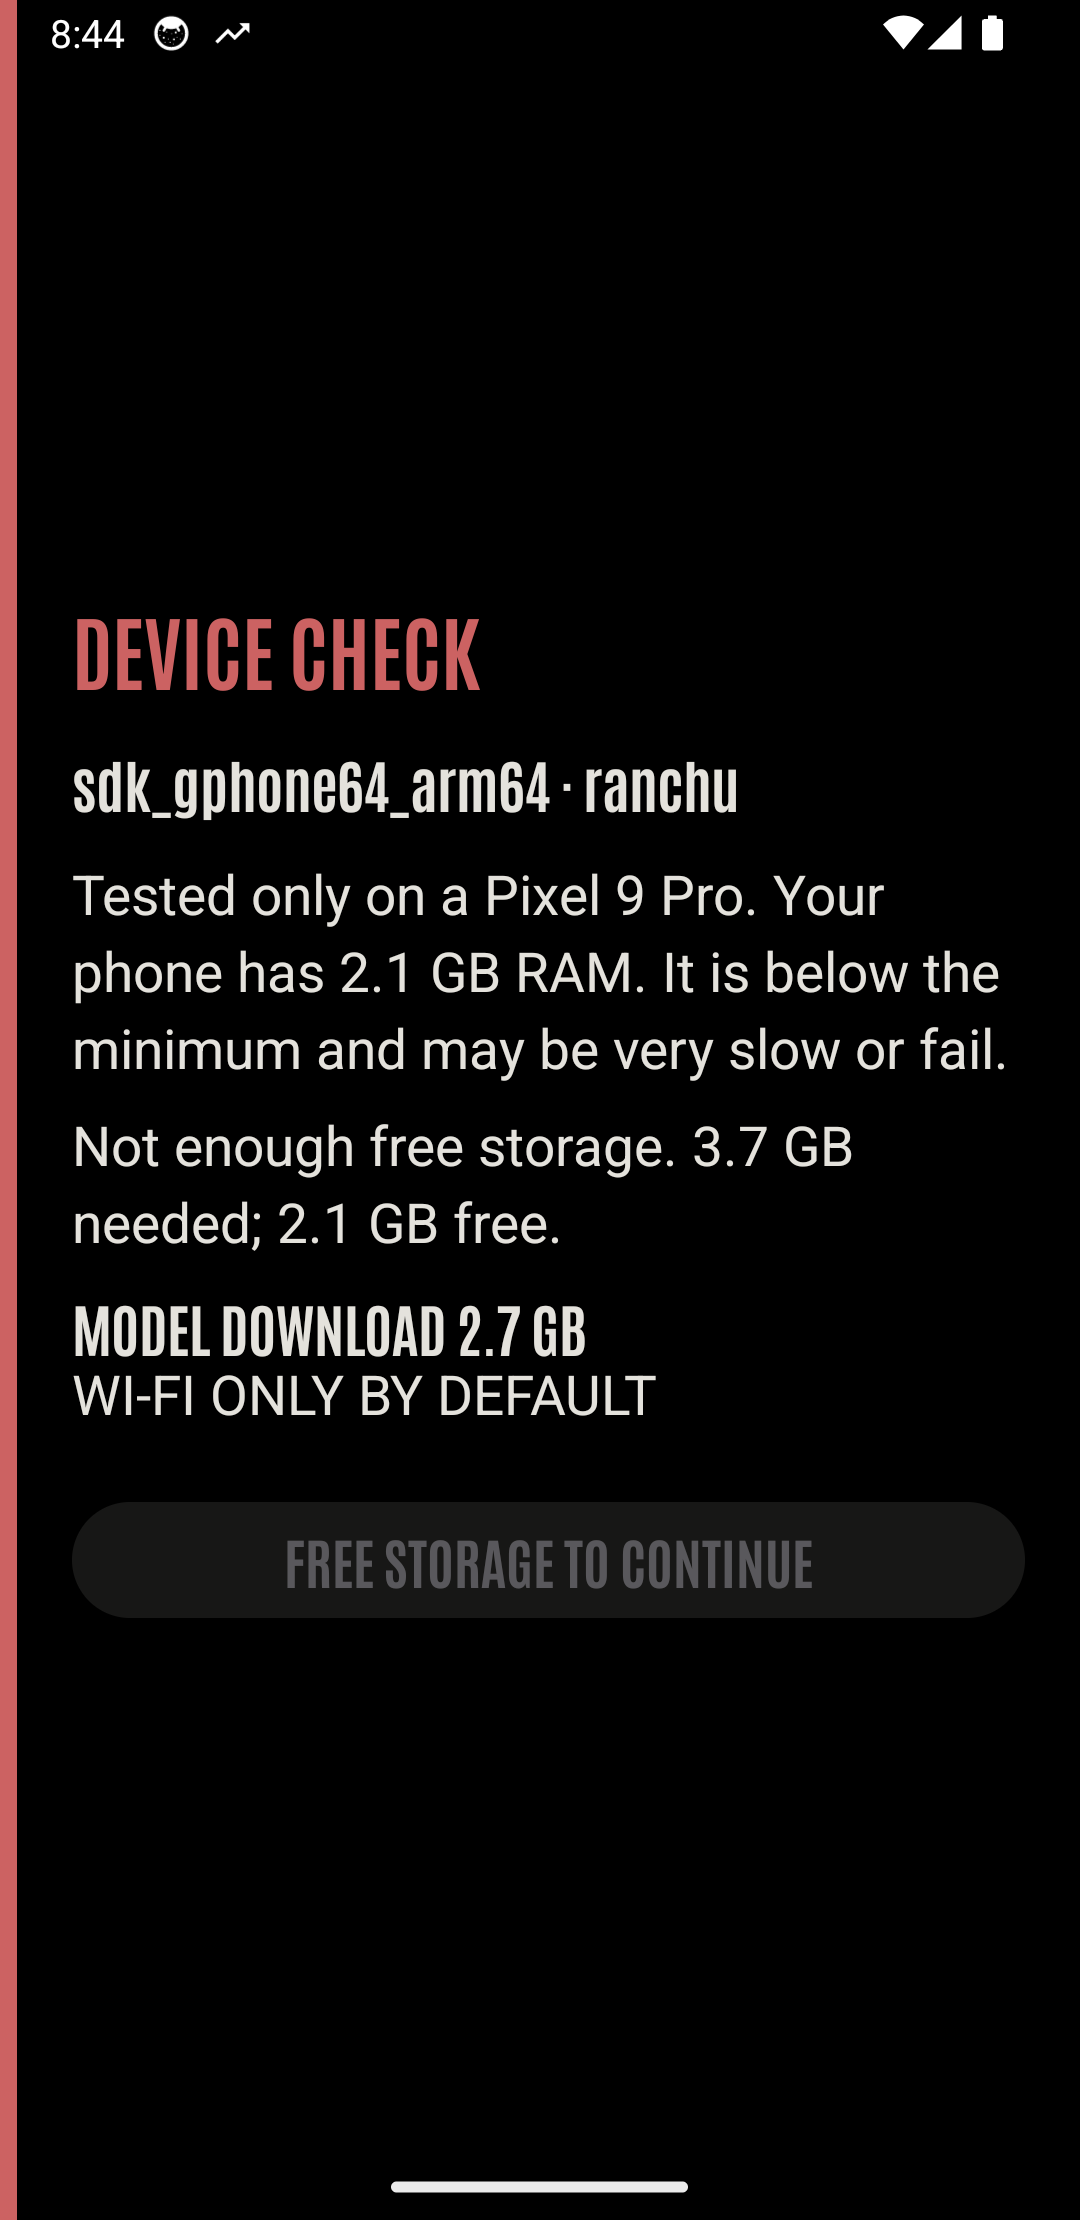 8:44
DEVICE CHECK
sdk_gphone64_arm64 · ranchu
Tested only on a Pixel 9 Pro. Your
phone has 2.1 GB RAM. It is below the
minimum and may be very slow or fail.
Not enough free storage. 3.7 GB
needed; 2.1 GB free.
MODEL DOWNLOAD 2.7 GB
WI-FI ONLY BY DEFAULT
FREE STORAGE TO CONTINUE